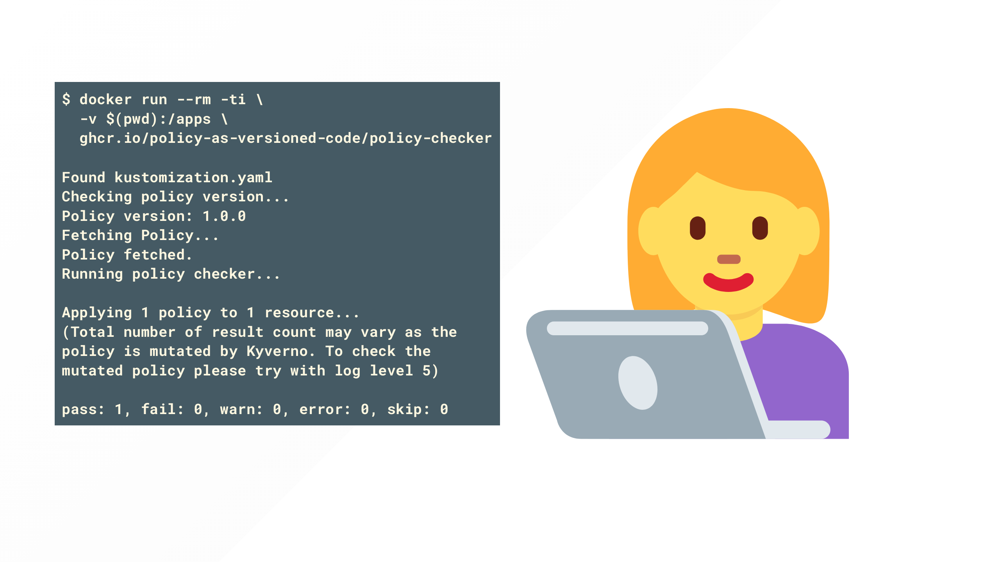 $ docker run --rm -ti \
-v $(pwd):/apps \
ghcr.io/policy-as-versioned-code/policy-checker
Found kustomization.yaml
Checking policy version...
Policy version: 1.0.0
Fetching Policy...
Policy fetched.
Running policy checker...
Applying 1 policy to 1 resource...
(Total number of result count may vary as the
policy is mutated by Kyverno. To check the
mutated policy please try with log level 5)
pass: 1, fail: 0, warn: 0, error: 0, skip: 0